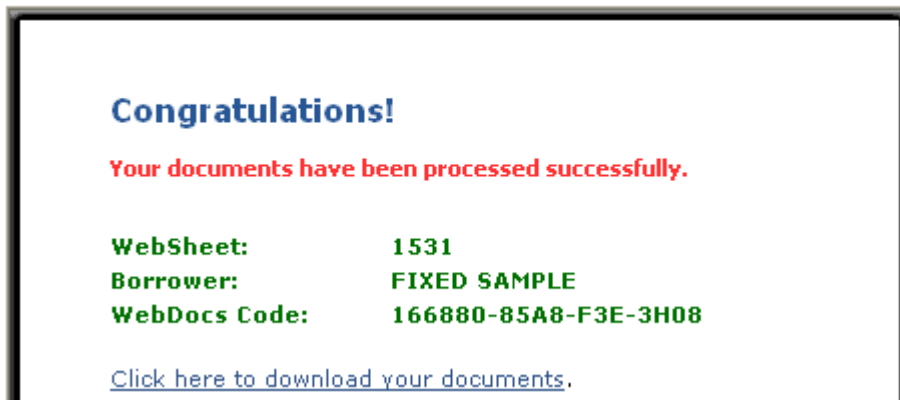 Congratulations!
Your documents have been processed successfully.
WebSheet: 1531
Borrower: FIXED SAMPLE
WebDocs Code: 166880-85A8-F3E-3H08
Click here to download your documents.